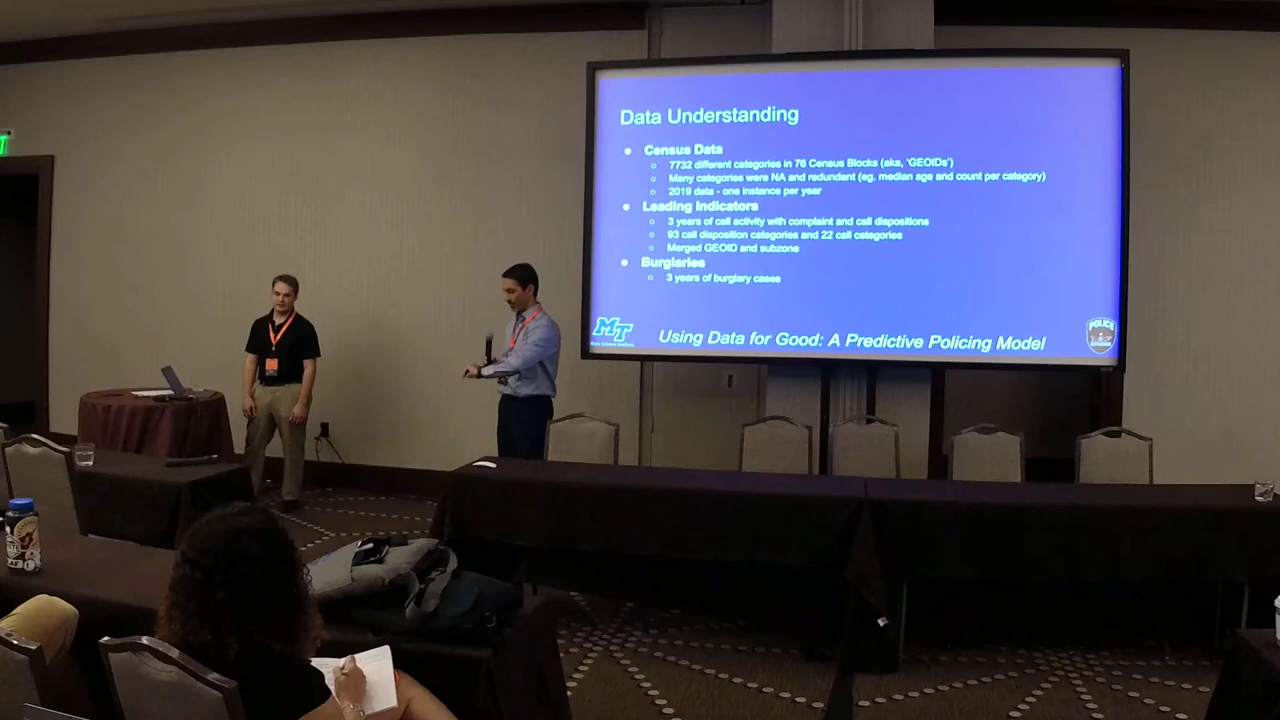 Data Understanding
● Census Data
○ 7732 different categories in 76 Census Blocks (aka, 'GEOIDs')
○ Many categories were NA and redundant (eg. median age and count per category)
○ 2019 data - one instance per year
● Leading Indicators
○ 3 years of call activity with complaint and call dispositions
○ 93 call disposition categories and 22 call categories
○ Merged GEOID and subzone
● Burglaries
○ 3 years of burglary cases
MT
Using Data for Good: A Predictive Policing Model
POLICE